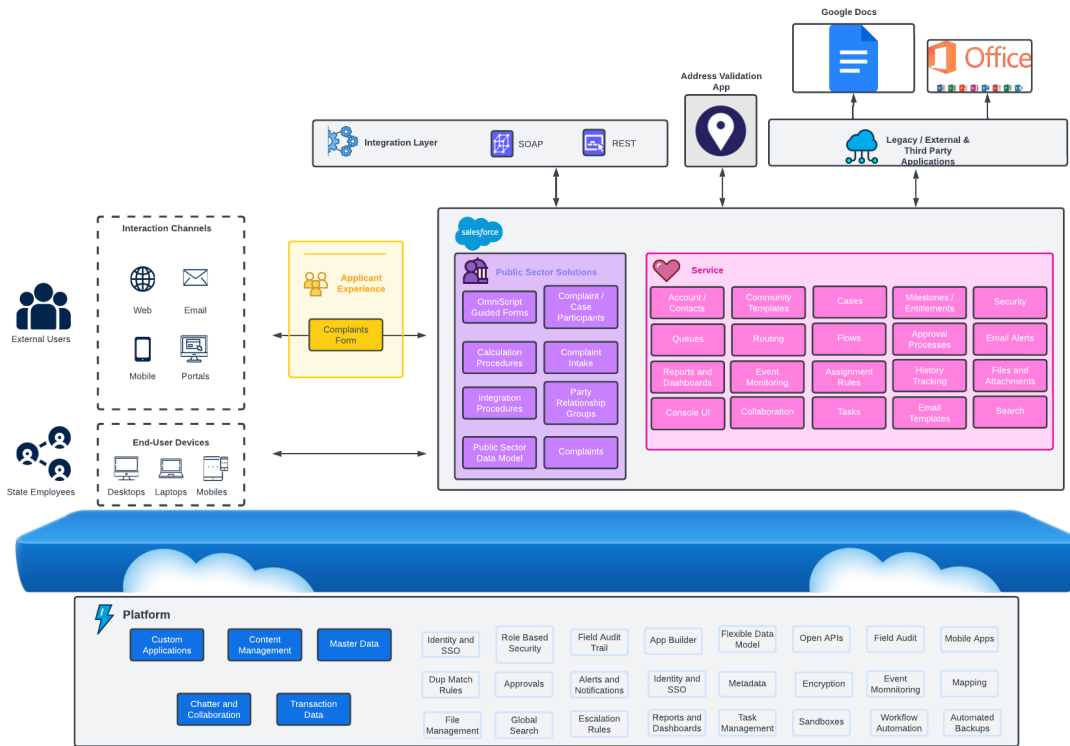 Google Docs
Office
Address Validation
App
Integration Layer
SOAP
REST
Legacy / External &
Third Party
Applications
Interaction Channels
Web
Email
Mobile
Portals
External Users
Applicant
Experience
Complaints
Form
salesforce
Public Sector Solutions
OmniScript
Guided Forms
Complaint /
Case
Participants
Calculation
Procedures
Complaint
Intake
Integration
Procedures
Party
Relationship
Groups
Public Sector
Data Model
Complaints
Service
Account /
Contacts
Community
Templates
Cases
Milestones /
Entitlements
Security
Queues
Routing
Flows
Approval
Processes
Email Alerts
Reports and
Dashboards
Event
Monitoring
Assignment
Rules
History
Tracking
Files and
Attachments
Console UI
Collaboration
Tasks
Email
Templates
Search
State Employees
End-User Devices
Desktops
Laptops
Mobiles
Platform
Custom
Applications
Content
Management
Master Data
Chatter and
Collaboration
Transaction
Data
Identity and
SSO
Role Based
Security
Field Audit
Trail
App Builder
Flexible Data
Model
Open APIs
Field Audit
Mobile Apps
Dup Match
Rules
Approvals
Alerts and
Notifications
Identity and
SSO
Metadata
Encryption
Event
Momnitoring
Mapping
File
Management
Global
Search
Escalation
Rules
Reports and
Dashboards
Task
Management
Sandboxes
Workflow
Automation
Automated
Backups